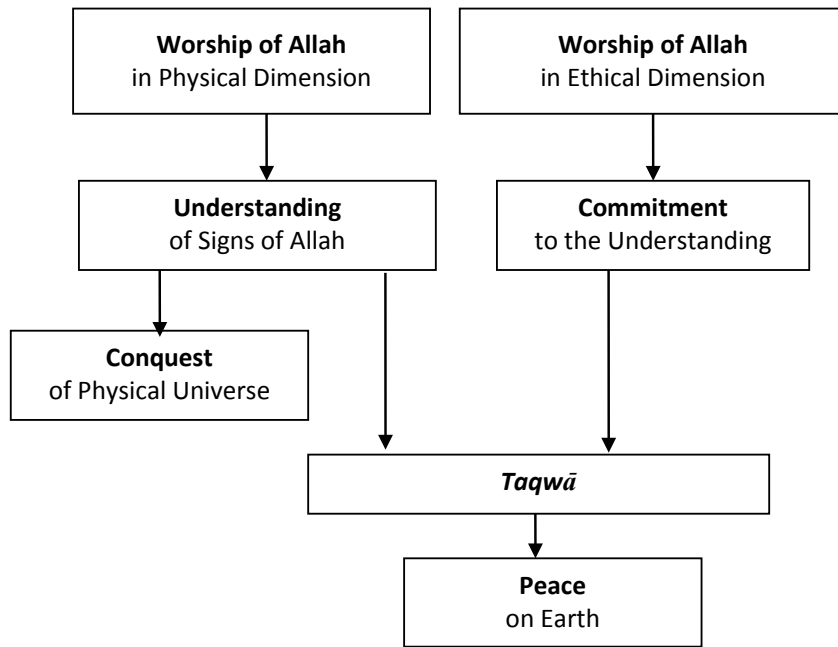 Worship of Allah
in Physical Dimension
Worship of Allah
in Ethical Dimension
Understanding
of Signs of Allah
Commitment
to the Understanding
Conquest
of Physical Universe
Taqwā
Peace
on Earth